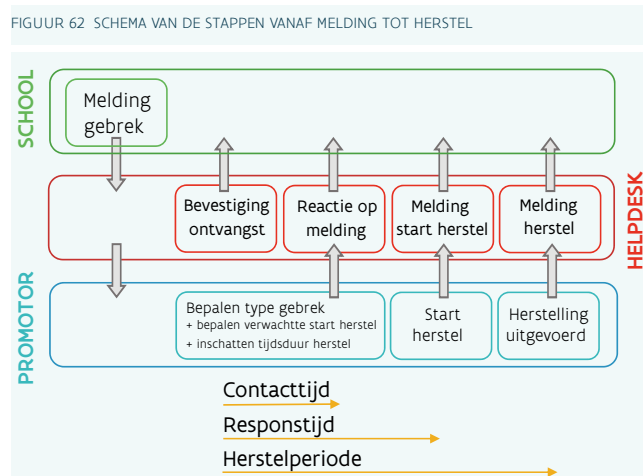 FIGUUR 62 SCHEMA VAN DE STAPPEN VANAF MELDING TOT HERSTEL
SCHOOL
Melding
gebrek
HELPDESK
Bevestiging
ontvangst
Reactie op
melding
Melding
start herstel
Melding
herstel
PROMOTOR
Bepalen type gebrek
+ bepalen verwachtte start herstel
+ inschatten tijdsduur herstel
Start
herstel
Herstelling
uitgevoerd
Contacttijd
Responstijd
Herstelperiode